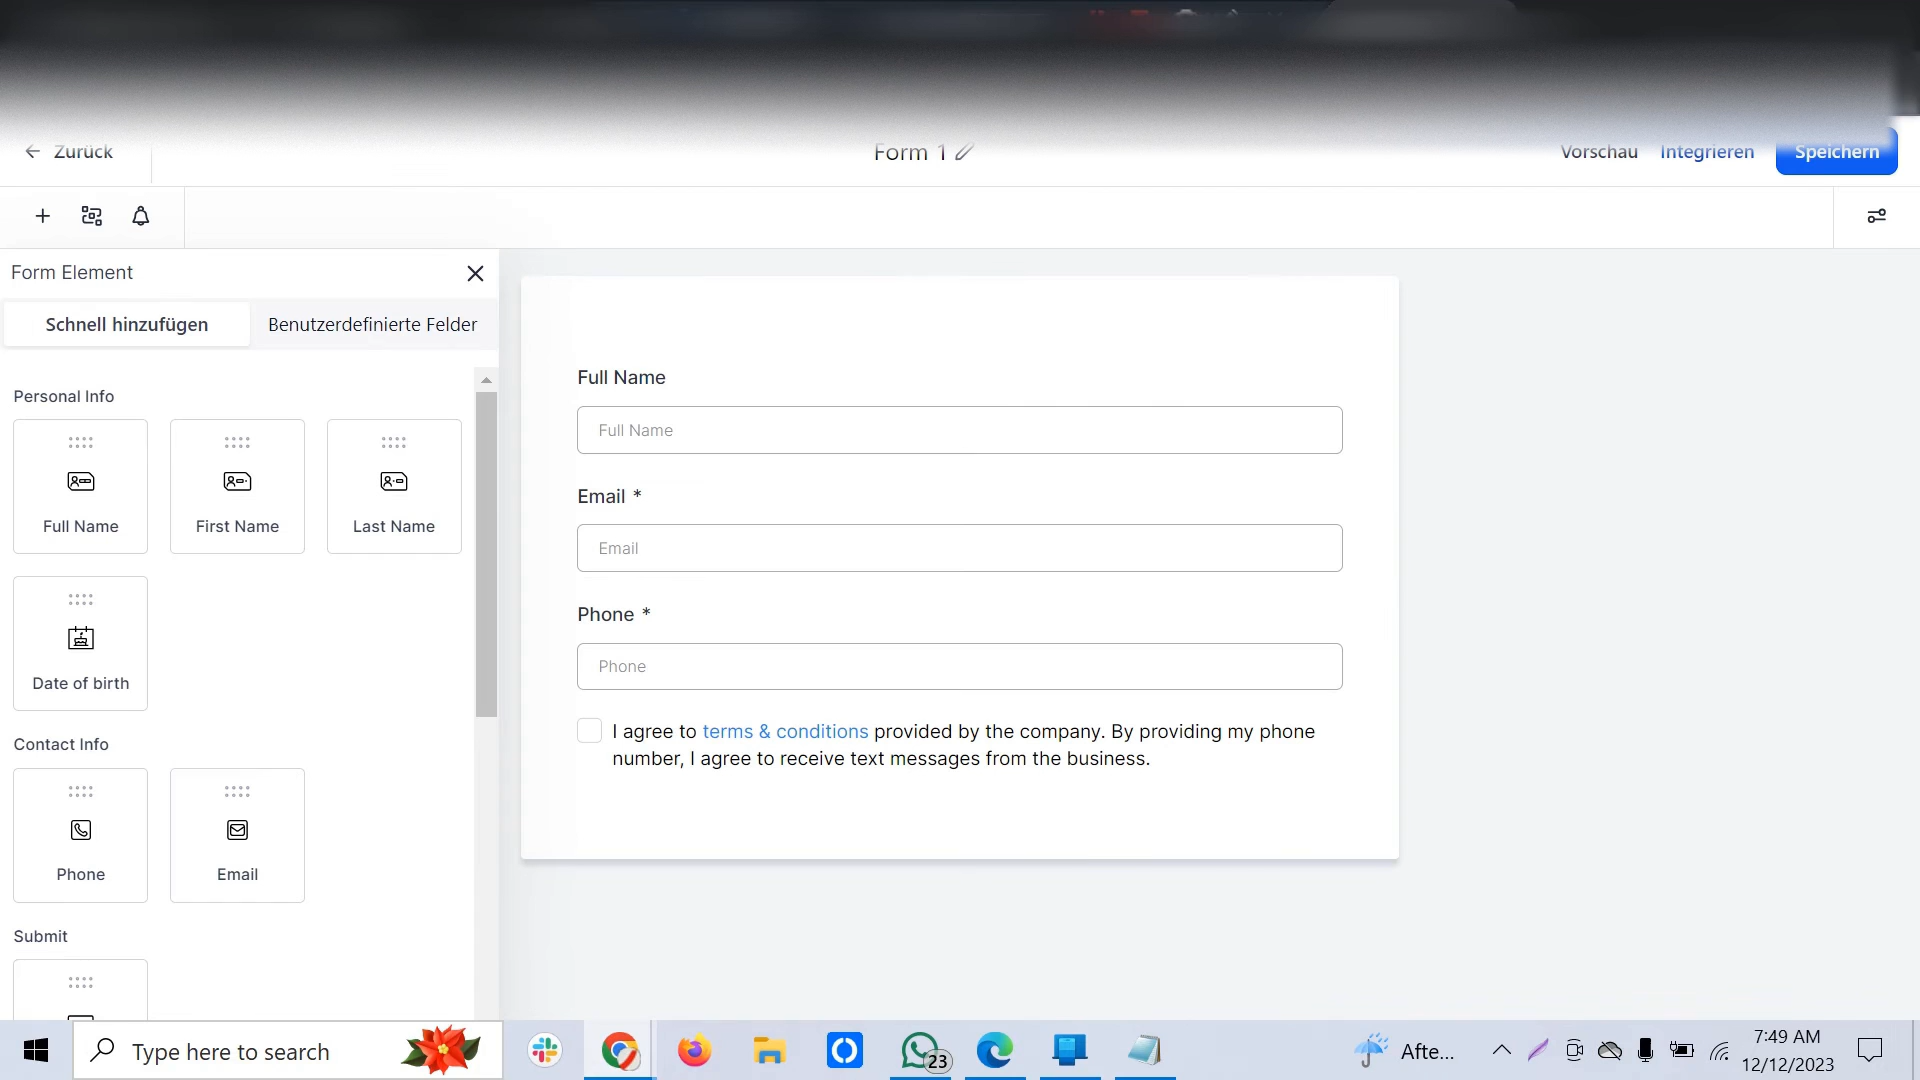 Zurück
Form 1
Vorschau
Integrieren
Speichern
Form Element
Schnell hinzufügen
Benutzerdefinierte Felder
Personal Info
Full Name
First Name
Last Name
Date of birth
Contact Info
Phone
Email
Submit
Full Name
Full Name
Email *
Email
Phone *
Phone
I agree to terms & conditions provided by the company. By providing my phone
number, I agree to receive text messages from the business.
Type here to search
23
Afte...
7:49 AM
12/12/2023